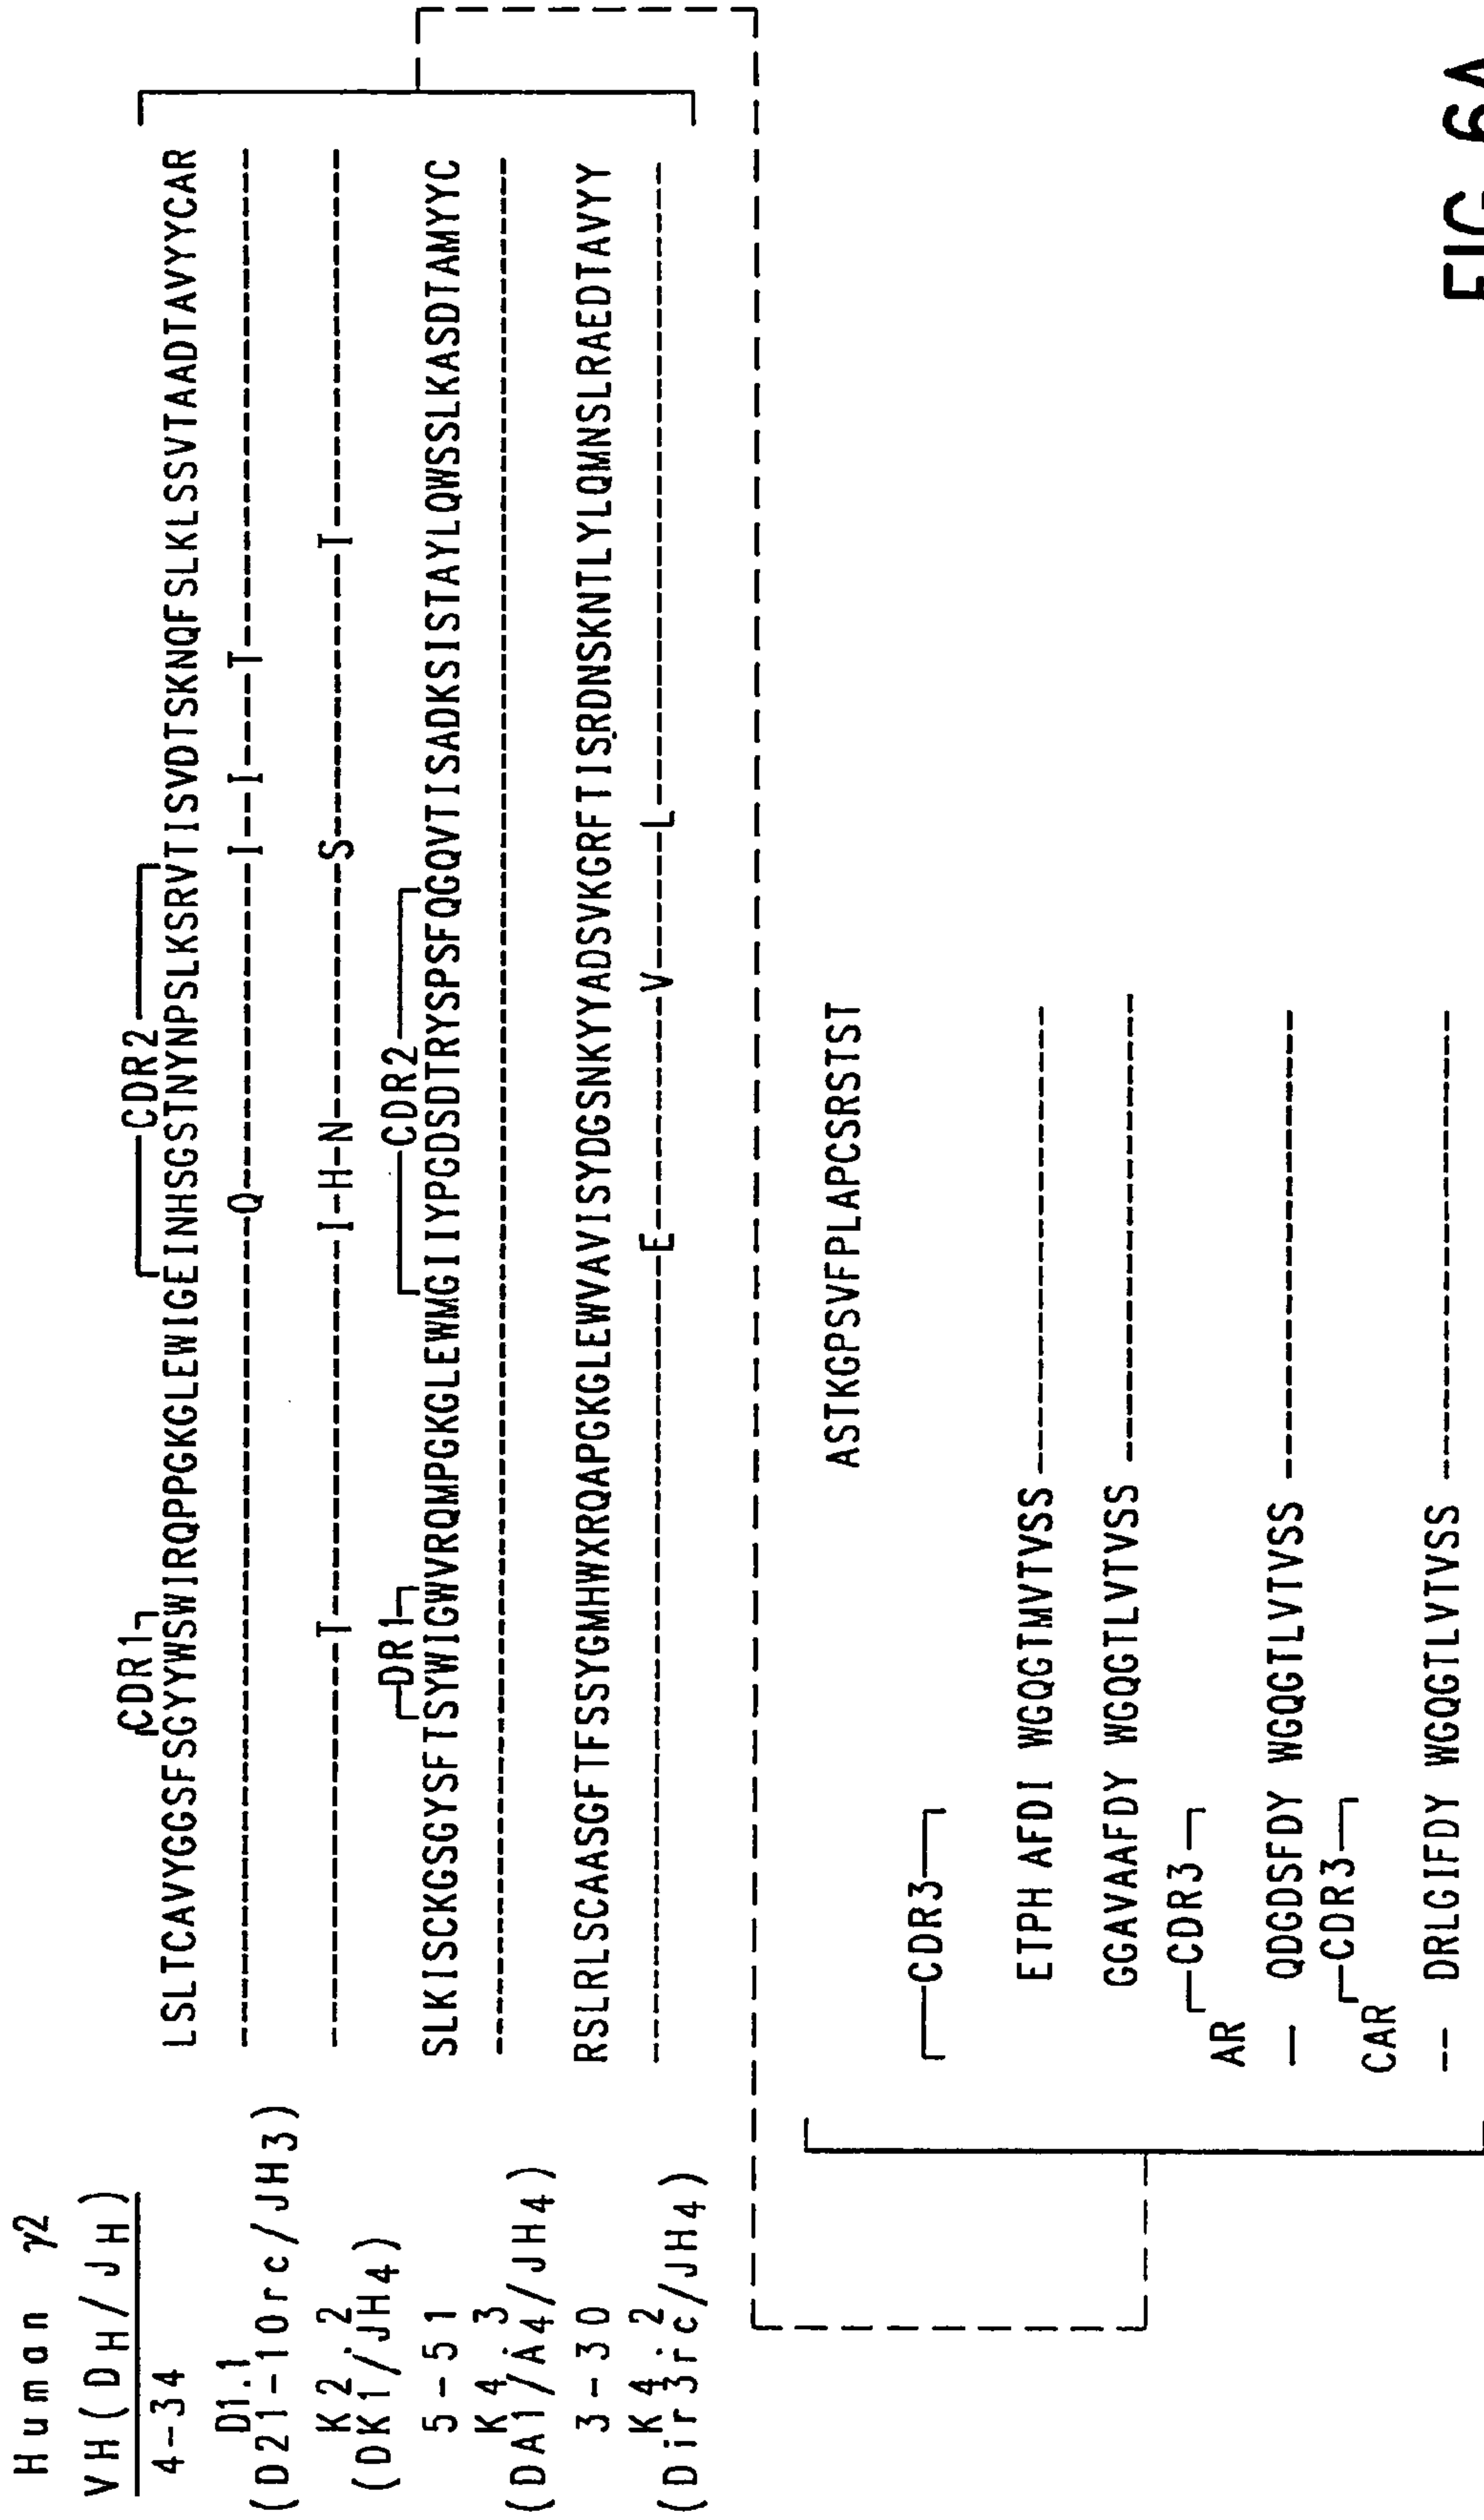 Human γ2
VH(DH/JH)
CDR1 CDR2
4-34 LSLTCAVYGGSFSGYYWSWIRQPPGKGLEWIGEINHSGSTNYNPSLKSRVTISVDTSKNQFSLKLSSVTAADTAVYYCAR
D1.1 -----------------------------------Q--------------I--I----T---------------------
(D21-10rc/JH3)
K2.2 -----------------T----------------I-H-N-----------S------------T----------------
(DK1/JH4)
DR1 CDR2
5-51 SLKISCKGSGYSFTSYWIGWVRQMPGKGLEWMGIIYPGDSDTRYSPSFQGQVTISADKSISTAYLQWSSLKASDTAMYYC
K4.3 --------------------------------------------------------------------------------
(DA1/A4/JH4)
3-30 RSLRLSCAASGFTFSSYGMHWXRQAPGKGLEWVAVISYDGSNKYYADSVKGRFTISRDNSKNTLYLQMNSLRAEDTAVYY
K4.2 ----------------------------------E----------V------L---------------------------
(Dir3rc/JH4)
ASTKGPSVFPLAPCSRSTST
CDR3
ETPH AFDI WGQGTMVTVSS --------------------
GGAVAAFDY WGQGTLVTVSS --------------------
CDR3
AR
-- QDGDSFDY WGQGTLVTVSS --------------------
CDR3
CAR
-- DRLGIFDY WGQGTLVTVSS --------------------
FIG.6A